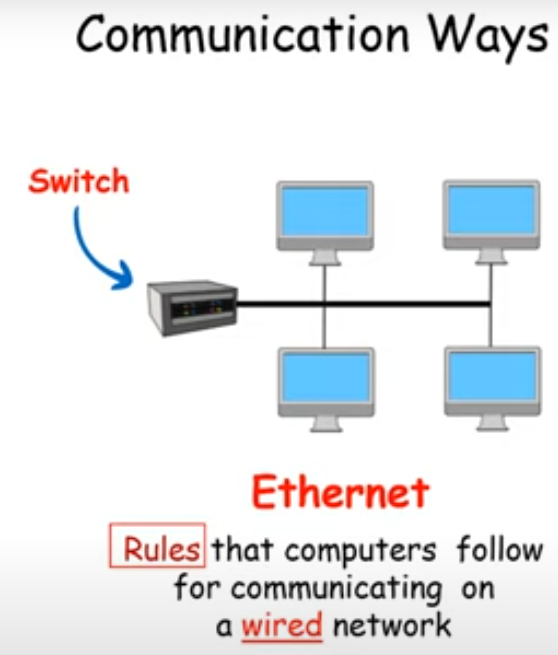 Communication Ways
Switch
Ethernet
Rules that computers follow
for communicating on
a wired network